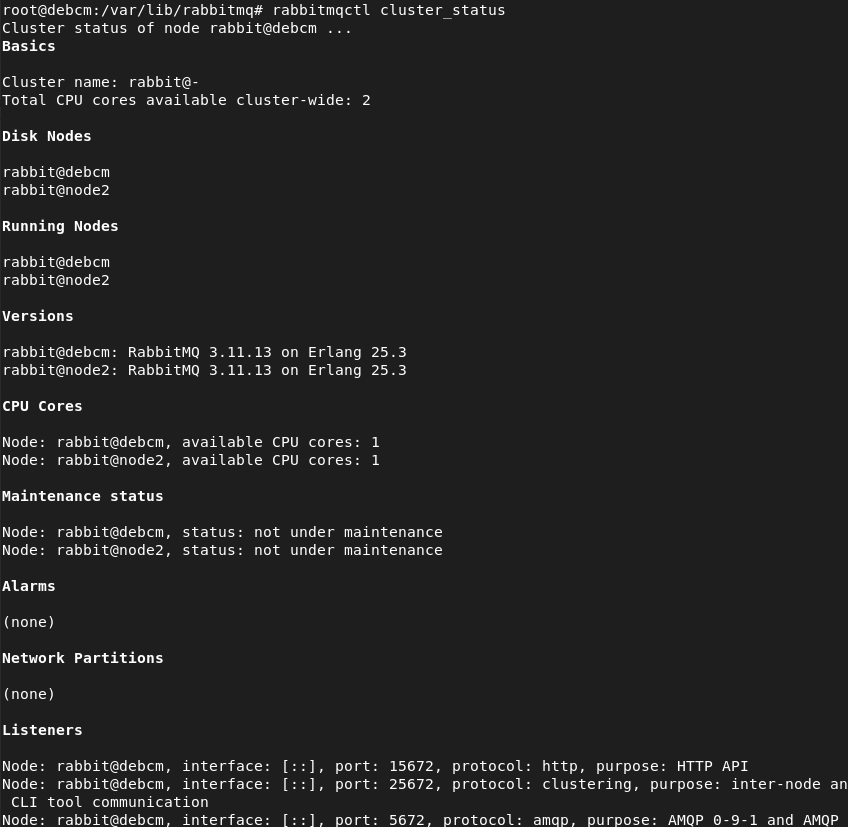 root@debcm:/var/lib/rabbitmq# rabbitmqctl cluster_status
Cluster status of node rabbit@debcm ...
Basics
Cluster name: rabbit@-
Total CPU cores available cluster-wide: 2
Disk Nodes
rabbit@debcm
rabbit@node2
Running Nodes
rabbit@debcm
rabbit@node2
Versions
rabbit@debcm: RabbitMQ 3.11.13 on Erlang 25.3
rabbit@node2: RabbitMQ 3.11.13 on Erlang 25.3
CPU Cores
Node: rabbit@debcm, available CPU cores: 1
Node: rabbit@node2, available CPU cores: 1
Maintenance status
Node: rabbit@debcm, status: not under maintenance
Node: rabbit@node2, status: not under maintenance
Alarms
(none)
Network Partitions
(none)
Listeners
Node: rabbit@debcm, interface: [::], port: 15672, protocol: http, purpose: HTTP API
Node: rabbit@debcm, interface: [::], port: 25672, protocol: clustering, purpose: inter-node an
CLI tool communication
Node: rabbit@debcm, interface: [::], port: 5672, protocol: amqp, purpose: AMQP 0-9-1 and AMQP